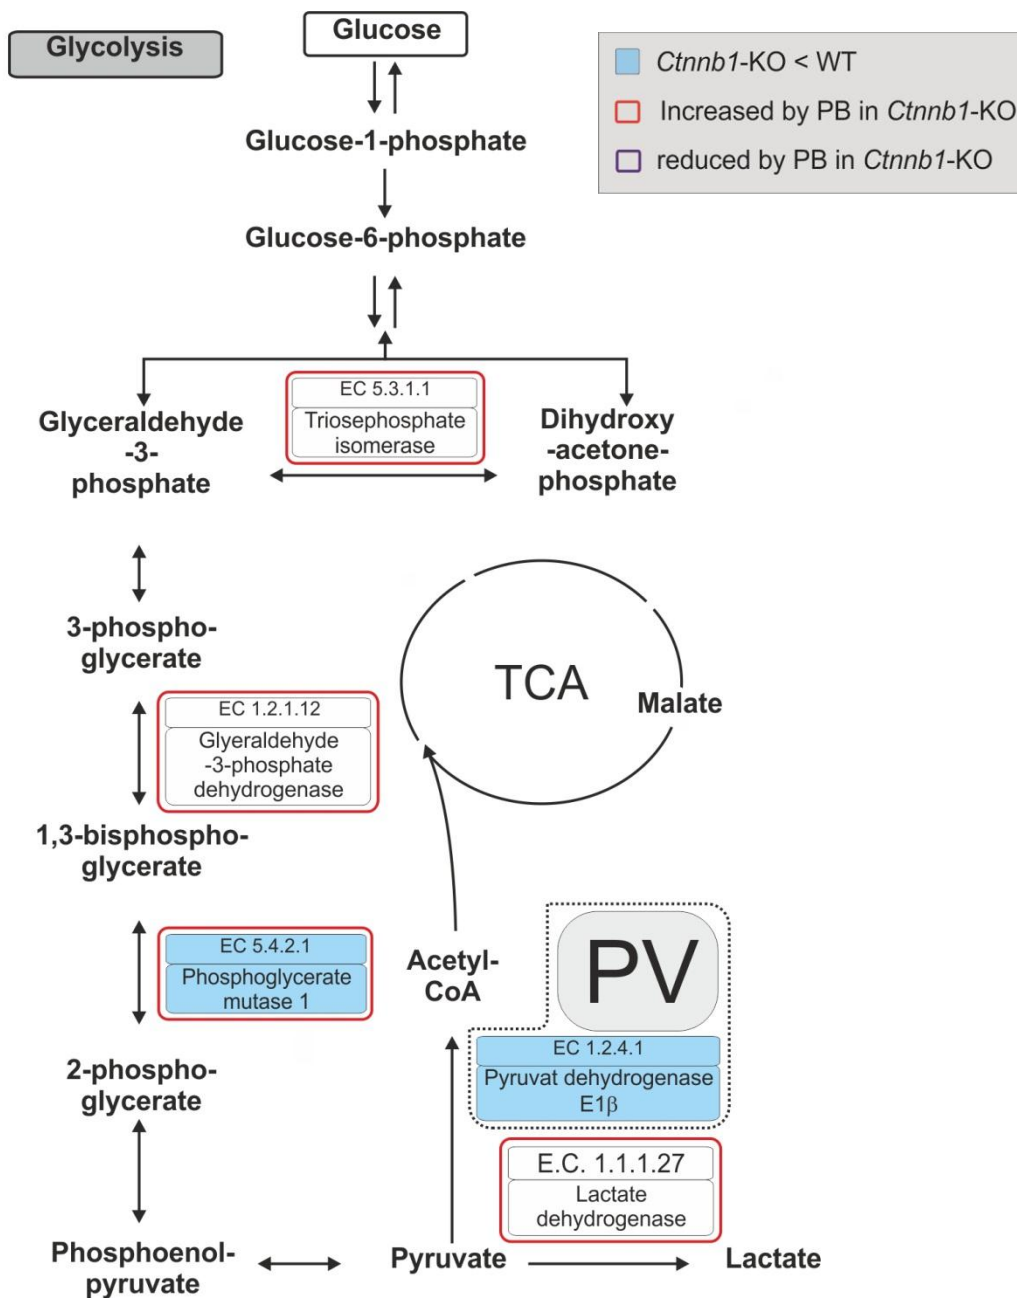 Glycolysis
Glucose
Ctnnb1-KO < WT
Increased by PB in Ctnnb1-KO
reduced by PB in Ctnnb1-KO
Glucose-1-phosphate
Glucose-6-phosphate
Glyceraldehyde
-3-
phosphate
EC 5.3.1.1
Triosephosphate
isomerase
Dihydroxy
-acetone-
phosphate
3-phospho-
glycerate
EC 1.2.1.12
Glyeraldehyde
-3-phosphate
dehydrogenase
TCA
Malate
1,3-bisphospho-
glycerate
EC 5.4.2.1
Phosphoglycerate
mutase 1
Acetyl-
CoA
PV
EC 1.2.4.1
Pyruvat dehydrogenase
E1β
2-phospho-
glycerate
E.C. 1.1.1.27
Lactate
dehydrogenase
Phosphoenol-
pyruvate
Pyruvate
Lactate